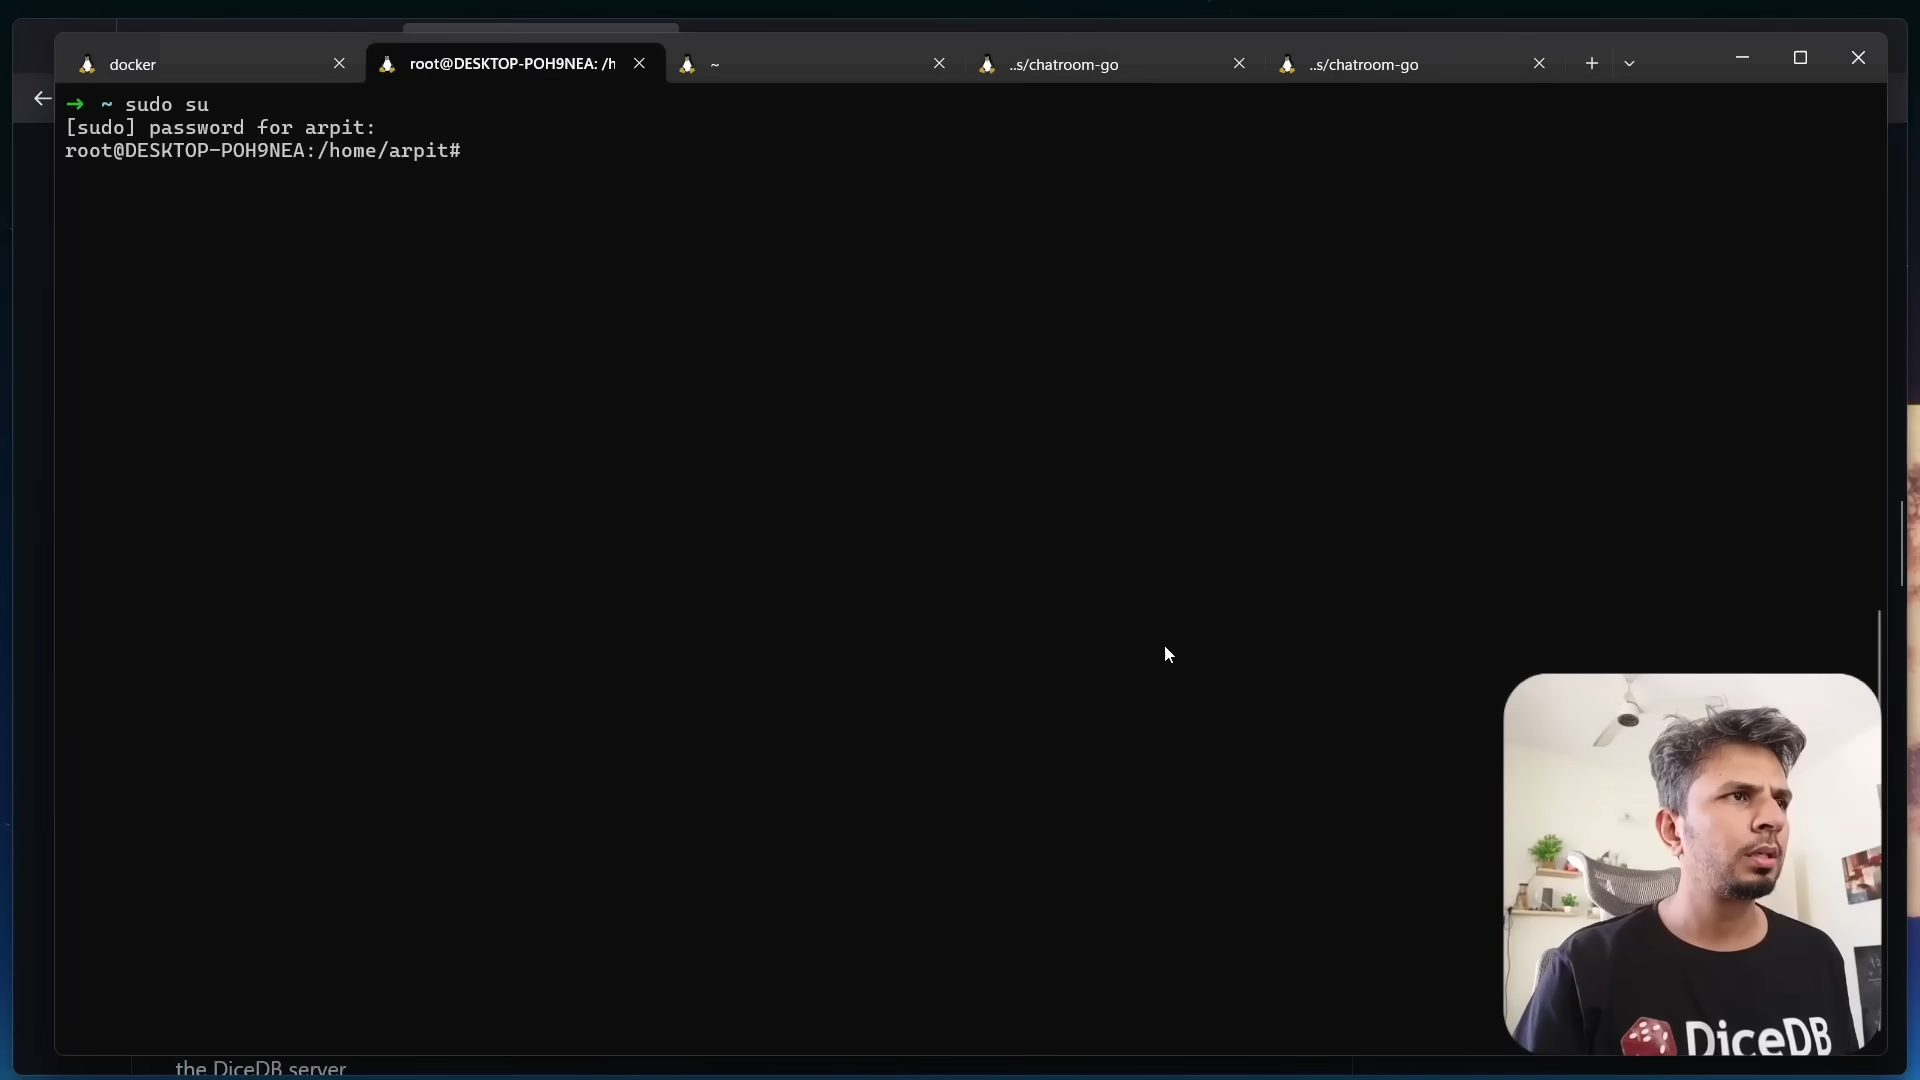 docker
root@DESKTOP-POH9NEA: /h
~
..s/chatroom-go
..s/chatroom-go
➜ ~ sudo su
[sudo] password for arpit:
root@DESKTOP-POH9NEA:/home/arpit#
DiceDB
the DiceDB server